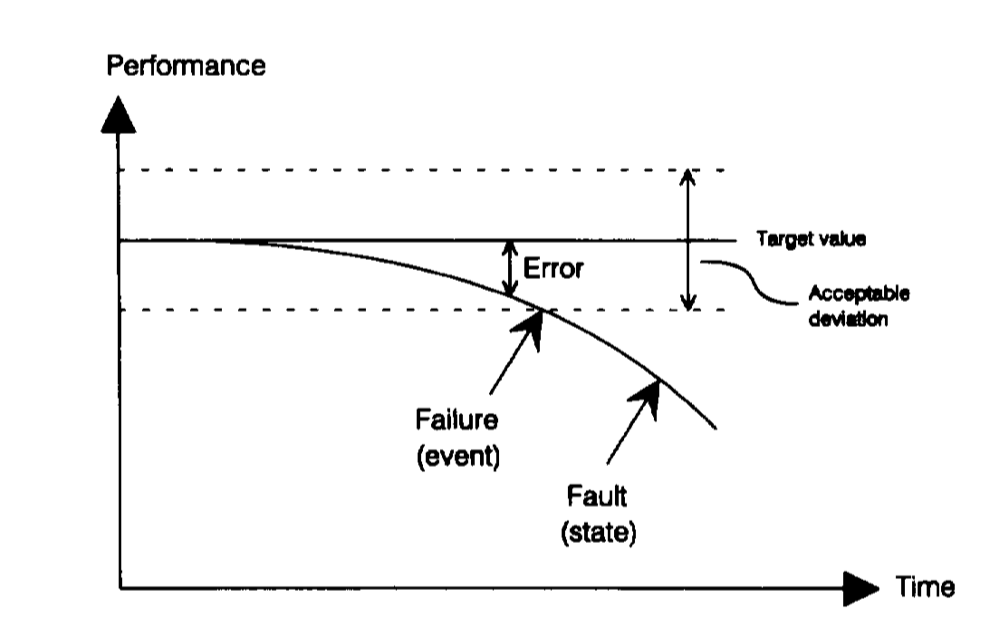 Performance
Target value
Error
Acceptable
deviation
Failure
(event)
Fault
(state)
Time